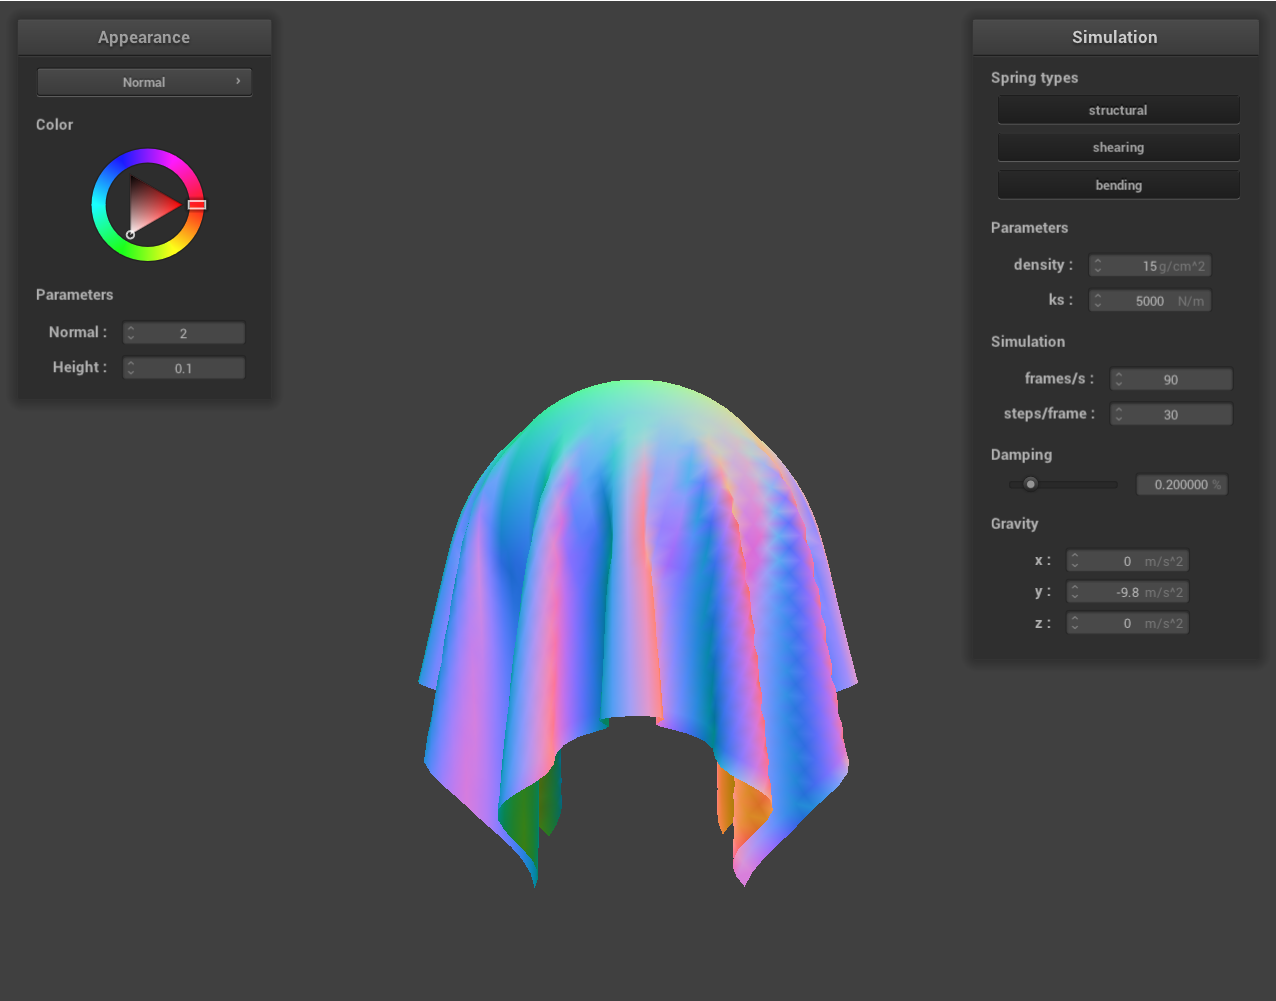 Appearance
Normal
Color
Parameters
Normal : 2
Height : 0.1
Simulation
Spring types
structural
shearing
bending
Parameters
density : 15 g/cm^2
ks : 5000 N/m
Simulation
frames/s : 90
steps/frame : 30
Damping
0.200000 %
Gravity
x : 0 m/s^2
y : -9.8 m/s^2
z : 0 m/s^2